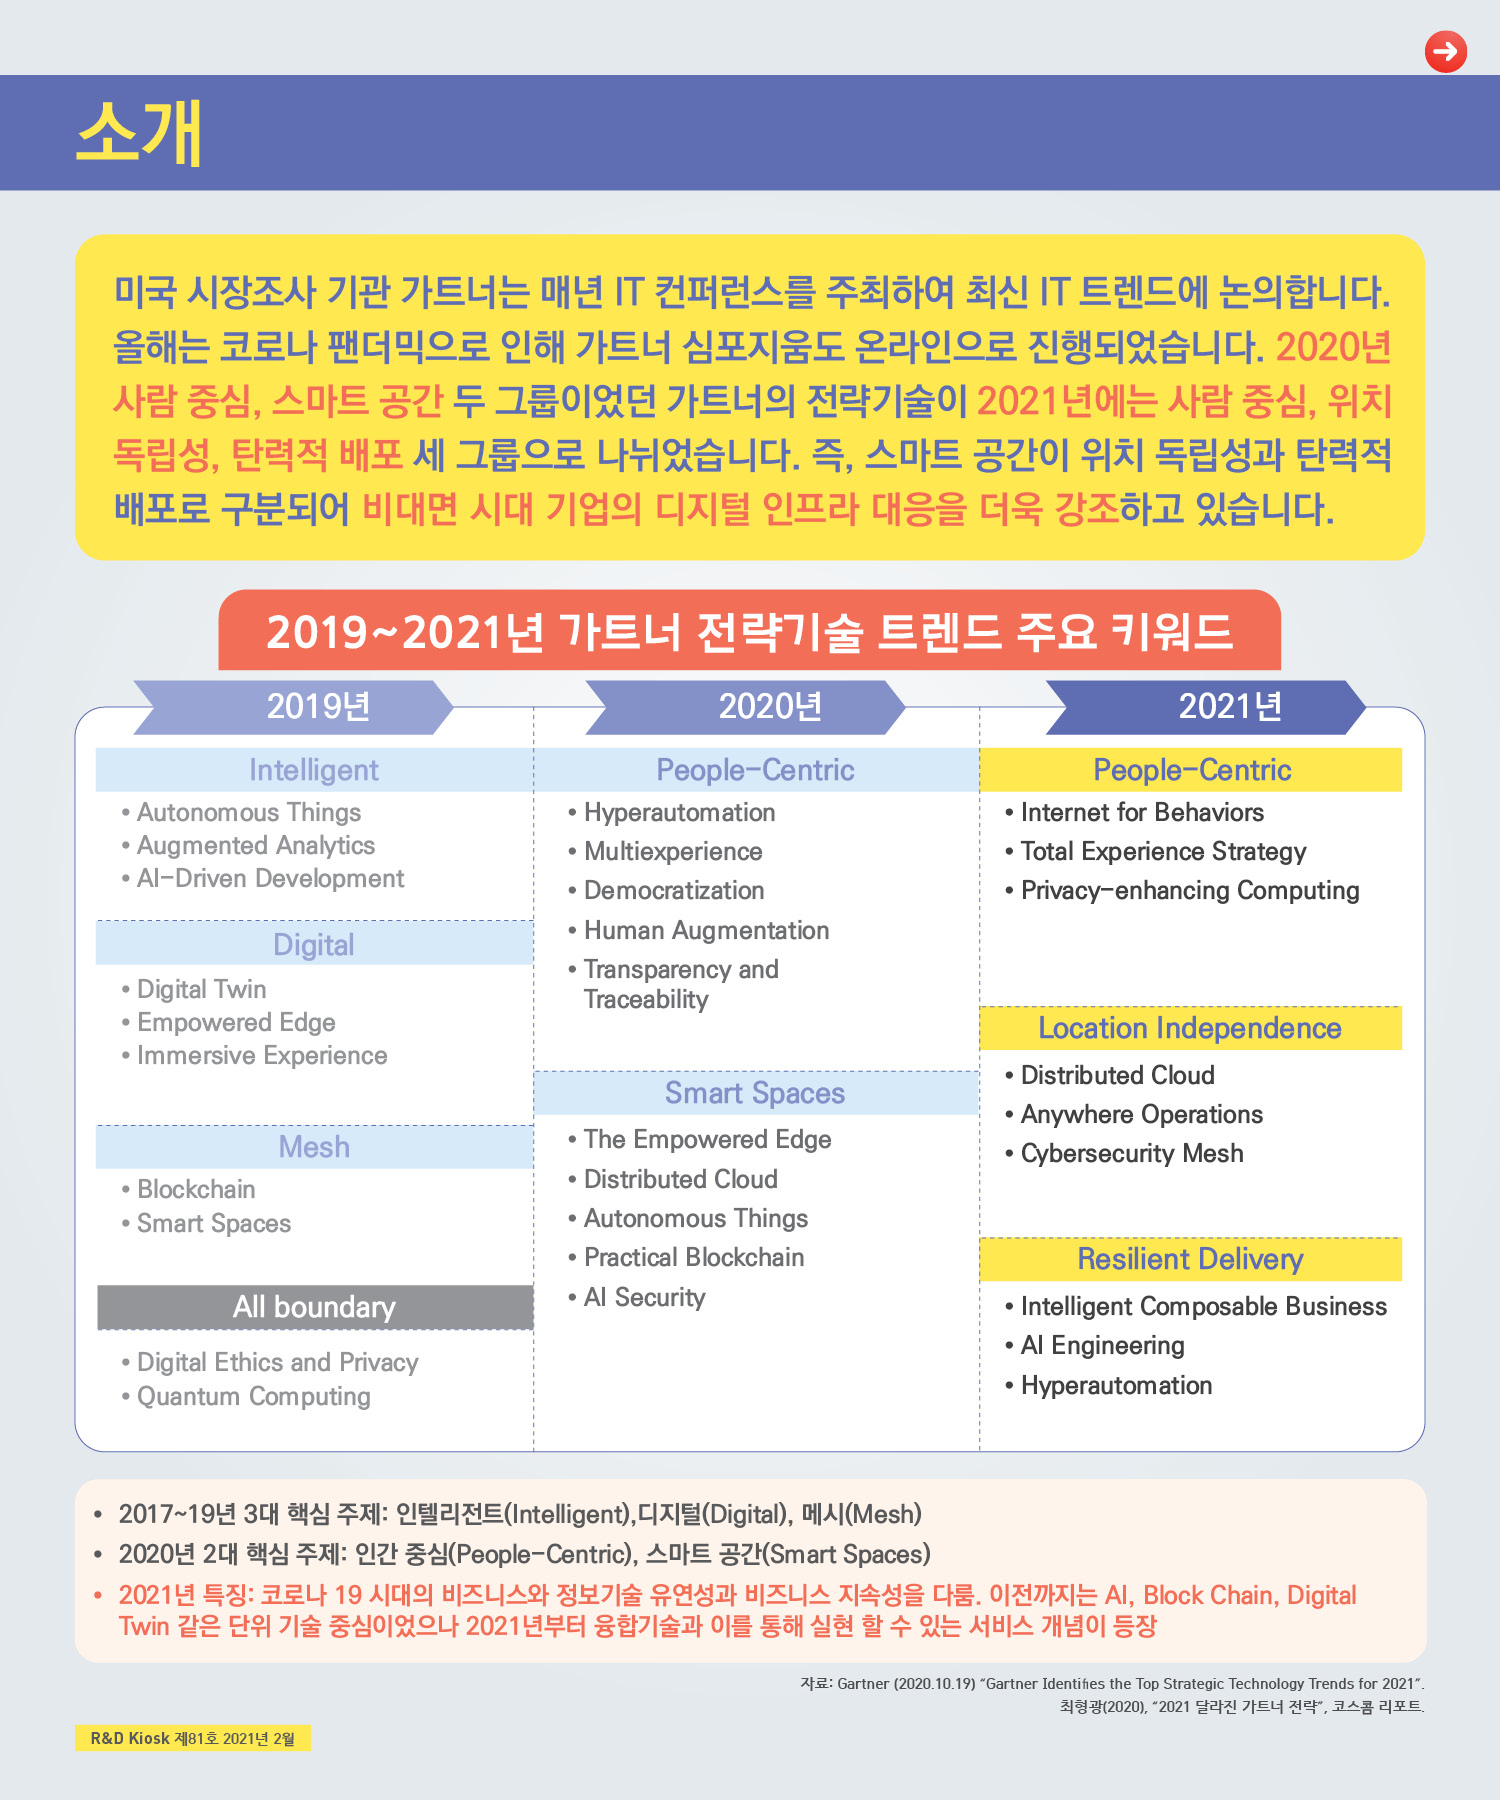 소개
미국 시장조사 기관 가트너는 매년 IT 컨퍼런스를 주최하여 최신 IT 트렌드에 논의합니다.
올해는 코로나 팬더믹으로 인해 가트너 심포지움도 온라인으로 진행되었습니다. 2020년
사람 중심, 스마트 공간 두 그룹이었던 가트너의 전략기술이 2021년에는 사람 중심, 위치
독립성, 탄력적 배포 세 그룹으로 나뉘었습니다. 즉, 스마트 공간이 위치 독립성과 탄력적
배포로 구분되어 비대면 시대 기업의 디지털 인프라 대응을 더욱 강조하고 있습니다.
2019~2021년 가트너 전략기술 트렌드 주요 키워드
2019년
Intelligent
• Autonomous Things
• Augmented Analytics
• AI-Driven Development
Digital
• Digital Twin
• Empowered Edge
• Immersive Experience
Mesh
• Blockchain
• Smart Spaces
All boundary
• Digital Ethics and Privacy
• Quantum Computing
2020년
People-Centric
• Hyperautomation
• Multiexperience
• Democratization
• Human Augmentation
• Transparency and
Traceability
Smart Spaces
• The Empowered Edge
• Distributed Cloud
• Autonomous Things
• Practical Blockchain
• AI Security
2021년
People-Centric
• Internet for Behaviors
• Total Experience Strategy
• Privacy-enhancing Computing
Location Independence
• Distributed Cloud
• Anywhere Operations
• Cybersecurity Mesh
Resilient Delivery
• Intelligent Composable Business
• AI Engineering
• Hyperautomation
• 2017~19년 3대 핵심 주제: 인텔리전트(Intelligent),디지털(Digital), 메시(Mesh)
• 2020년 2대 핵심 주제: 인간 중심(People-Centric), 스마트 공간(Smart Spaces)
• 2021년 특징: 코로나 19 시대의 비즈니스와 정보기술 유연성과 비즈니스 지속성을 다룸. 이전까지는 AI, Block Chain, Digital
Twin 같은 단위 기술 중심이었으나 2021년부터 융합기술과 이를 통해 실현 할 수 있는 서비스 개념이 등장
자료: Gartner (2020.10.19) “Gartner Identifies the Top Strategic Technology Trends for 2021”.
최형광(2020), “2021 달라진 가트너 전략”, 코스콤 리포트.
R&D Kiosk 제81호 2021년 2월